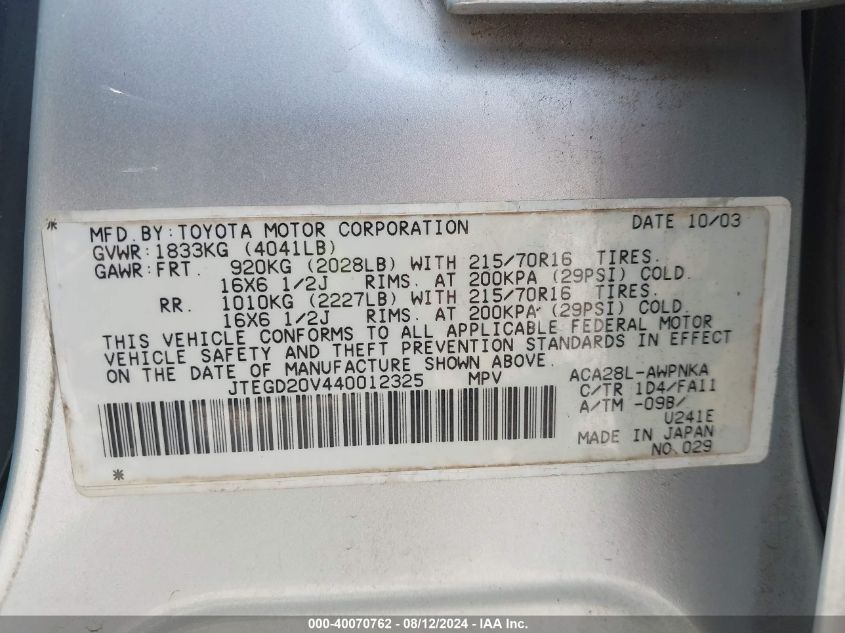 MFD.BY:TOYOTA MOTOR CORPORATION DATE 10/03
GVWR:1833KG (4041LB)
GAWR:FRT. 920KG (2028LB) WITH 215/70R16 TIRES.
16X6 1/2J RIMS. AT 200KPA (29PSI) COLD.
RR. 1010KG (2227LB) WITH 215/70R16 TIRES.
16X6 1/2J RIMS. AT 200KPA (29PSI) COLD.
THIS VEHICLE CONFORMS TO ALL APPLICABLE FEDERAL MOTOR
VEHICLE SAFETY AND THEFT PREVENTION STANDARDS IN EFFECT
ON THE DATE OF MANUFACTURE SHOWN ABOVE.
JTEGD20V440012325 MPV
ACA28L-AWPNKA
C/TR 1D4/FA11
A/TM -09B/
U241E
MADE IN JAPAN
NO.029
000-40070762 - 08/12/2024 - IAA Inc.